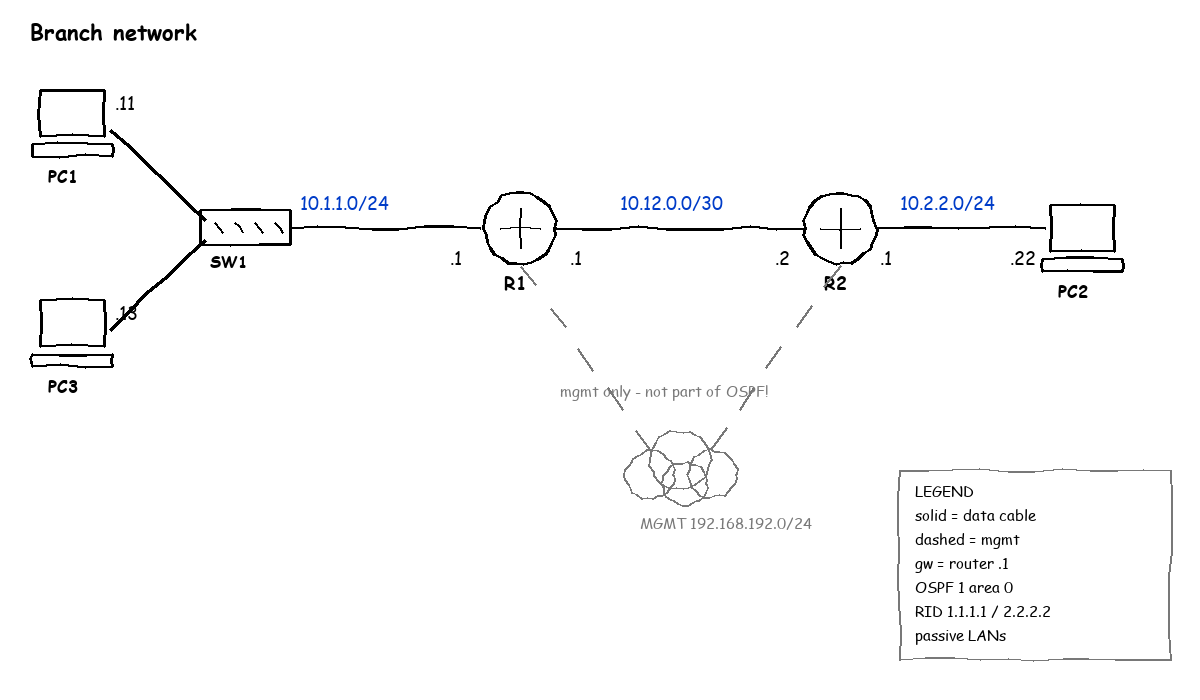 Branch network
.11
PC1
10.1.1.0/24
10.12.0.0/30
10.2.2.0/24
SW1
.1
.1
.2
.1
.22
R1
R2
PC2
.13
PC3
mgmt only - not part of OSPF!
MGMT 192.168.192.0/24
LEGEND
solid = data cable
dashed = mgmt
gw = router .1
OSPF 1 area 0
RID 1.1.1.1 / 2.2.2.2
passive LANs